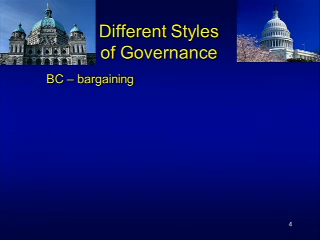 Different Styles
of Governance
BC – bargaining
4